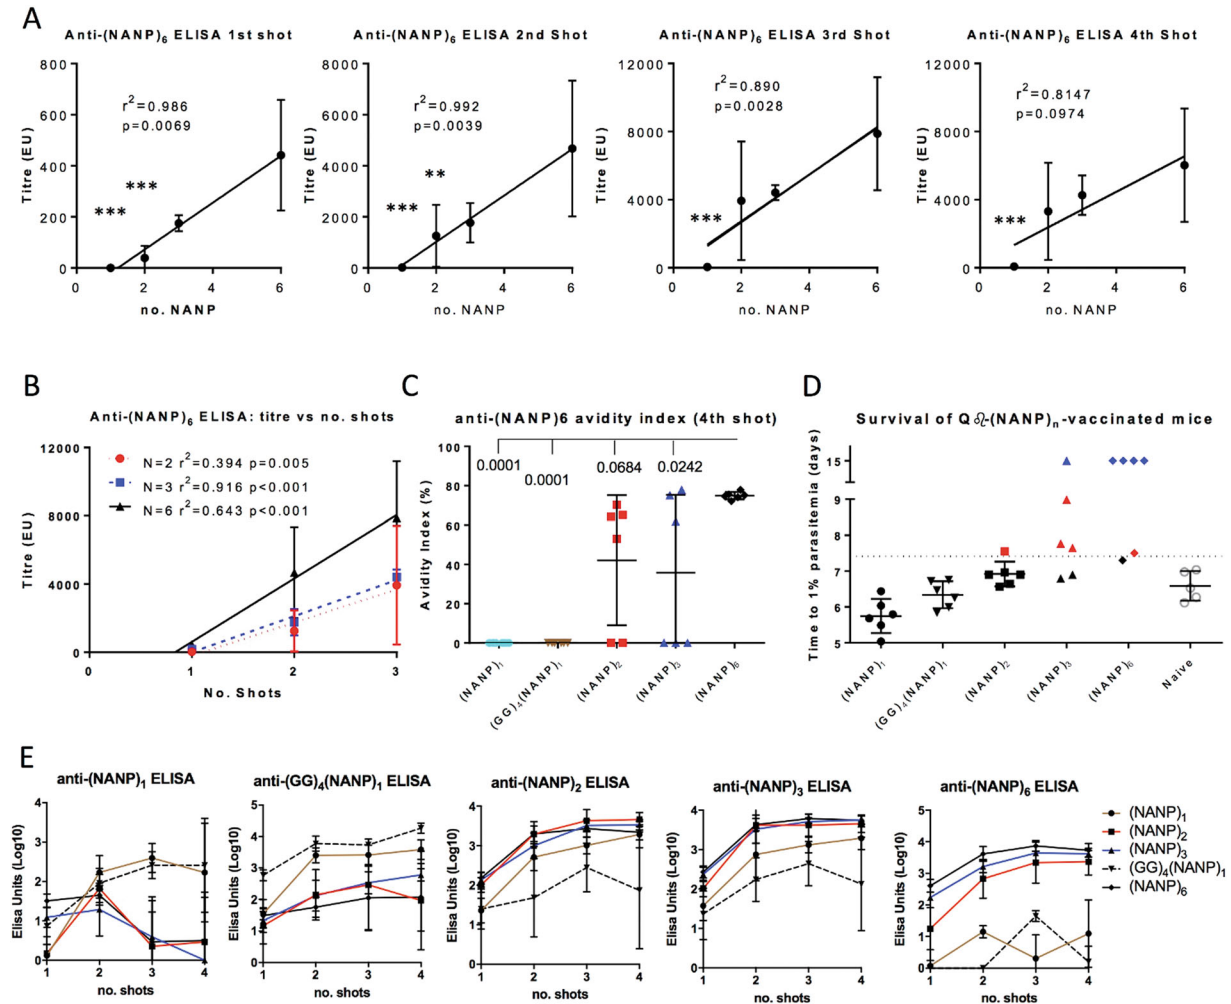 A
Anti-(NANP)6 ELISA 1st shot
Anti-(NANP)6 ELISA 2nd Shot
Anti-(NANP)6 ELISA 3rd Shot
Anti-(NANP)6 ELISA 4th Shot
800
600
400
200
0
Titre (EU)
r2=0.986
p=0.0069
***
***
0 2 4 6
no. NANP
8000
6000
4000
2000
0
Titre (EU)
r2=0.992
p=0.0039
***
**
0 2 4 6
no. NANP
12000
8000
4000
0
Titre (EU)
r2=0.890
p=0.0028
***
0 2 4 6
no. NANP
12000
8000
4000
0
Titre (EU)
r2=0.8147
p=0.0974
***
0 2 4 6
no. NANP
B
Anti-(NANP)6 ELISA: titre vs no. shots
12000
8000
4000
0
Titre (EU)
N=2 r2=0.394 p=0.005
N=3 r2=0.916 p<0.001
N=6 r2=0.643 p<0.001
0 1 2 3
No. Shots
C
anti-(NANP)6 avidity index (4th shot)
100
80
60
40
20
0
Avidity Index (%)
0.0001
0.0001
0.0684
0.0242
(NANP)1
(GG)4(NANP)1
(NANP)2
(NANP)3
(NANP)6
D
Survival of Q♌-(NANP)n-vaccinated mice
15
9
7
6
5
Time to 1% parasitemia (days)
(NANP)1
(GG)4(NANP)1
(NANP)2
(NANP)3
(NANP)6
Naive
E
anti-(NANP)1 ELISA
4
3
2
1
0
Elisa Units (Log10)
1 2 3 4
no. shots
anti-(GG)4(NANP)1 ELISA
5
4
3
2
1
0
Elisa Units (Log10)
1 2 3 4
no. shots
anti-(NANP)2 ELISA
4
3
2
1
0
Elisa Units (Log10)
1 2 3 4
no. shots
anti-(NANP)3 ELISA
4
3
2
1
0
Elisa Units (Log10)
1 2 3 4
no. shots
anti-(NANP)6 ELISA
5
4
3
2
1
0
Elisa Units (Log10)
1 2 3 4
no. shots
(NANP)1
(NANP)2
(NANP)3
(GG)4(NANP)1
(NANP)6